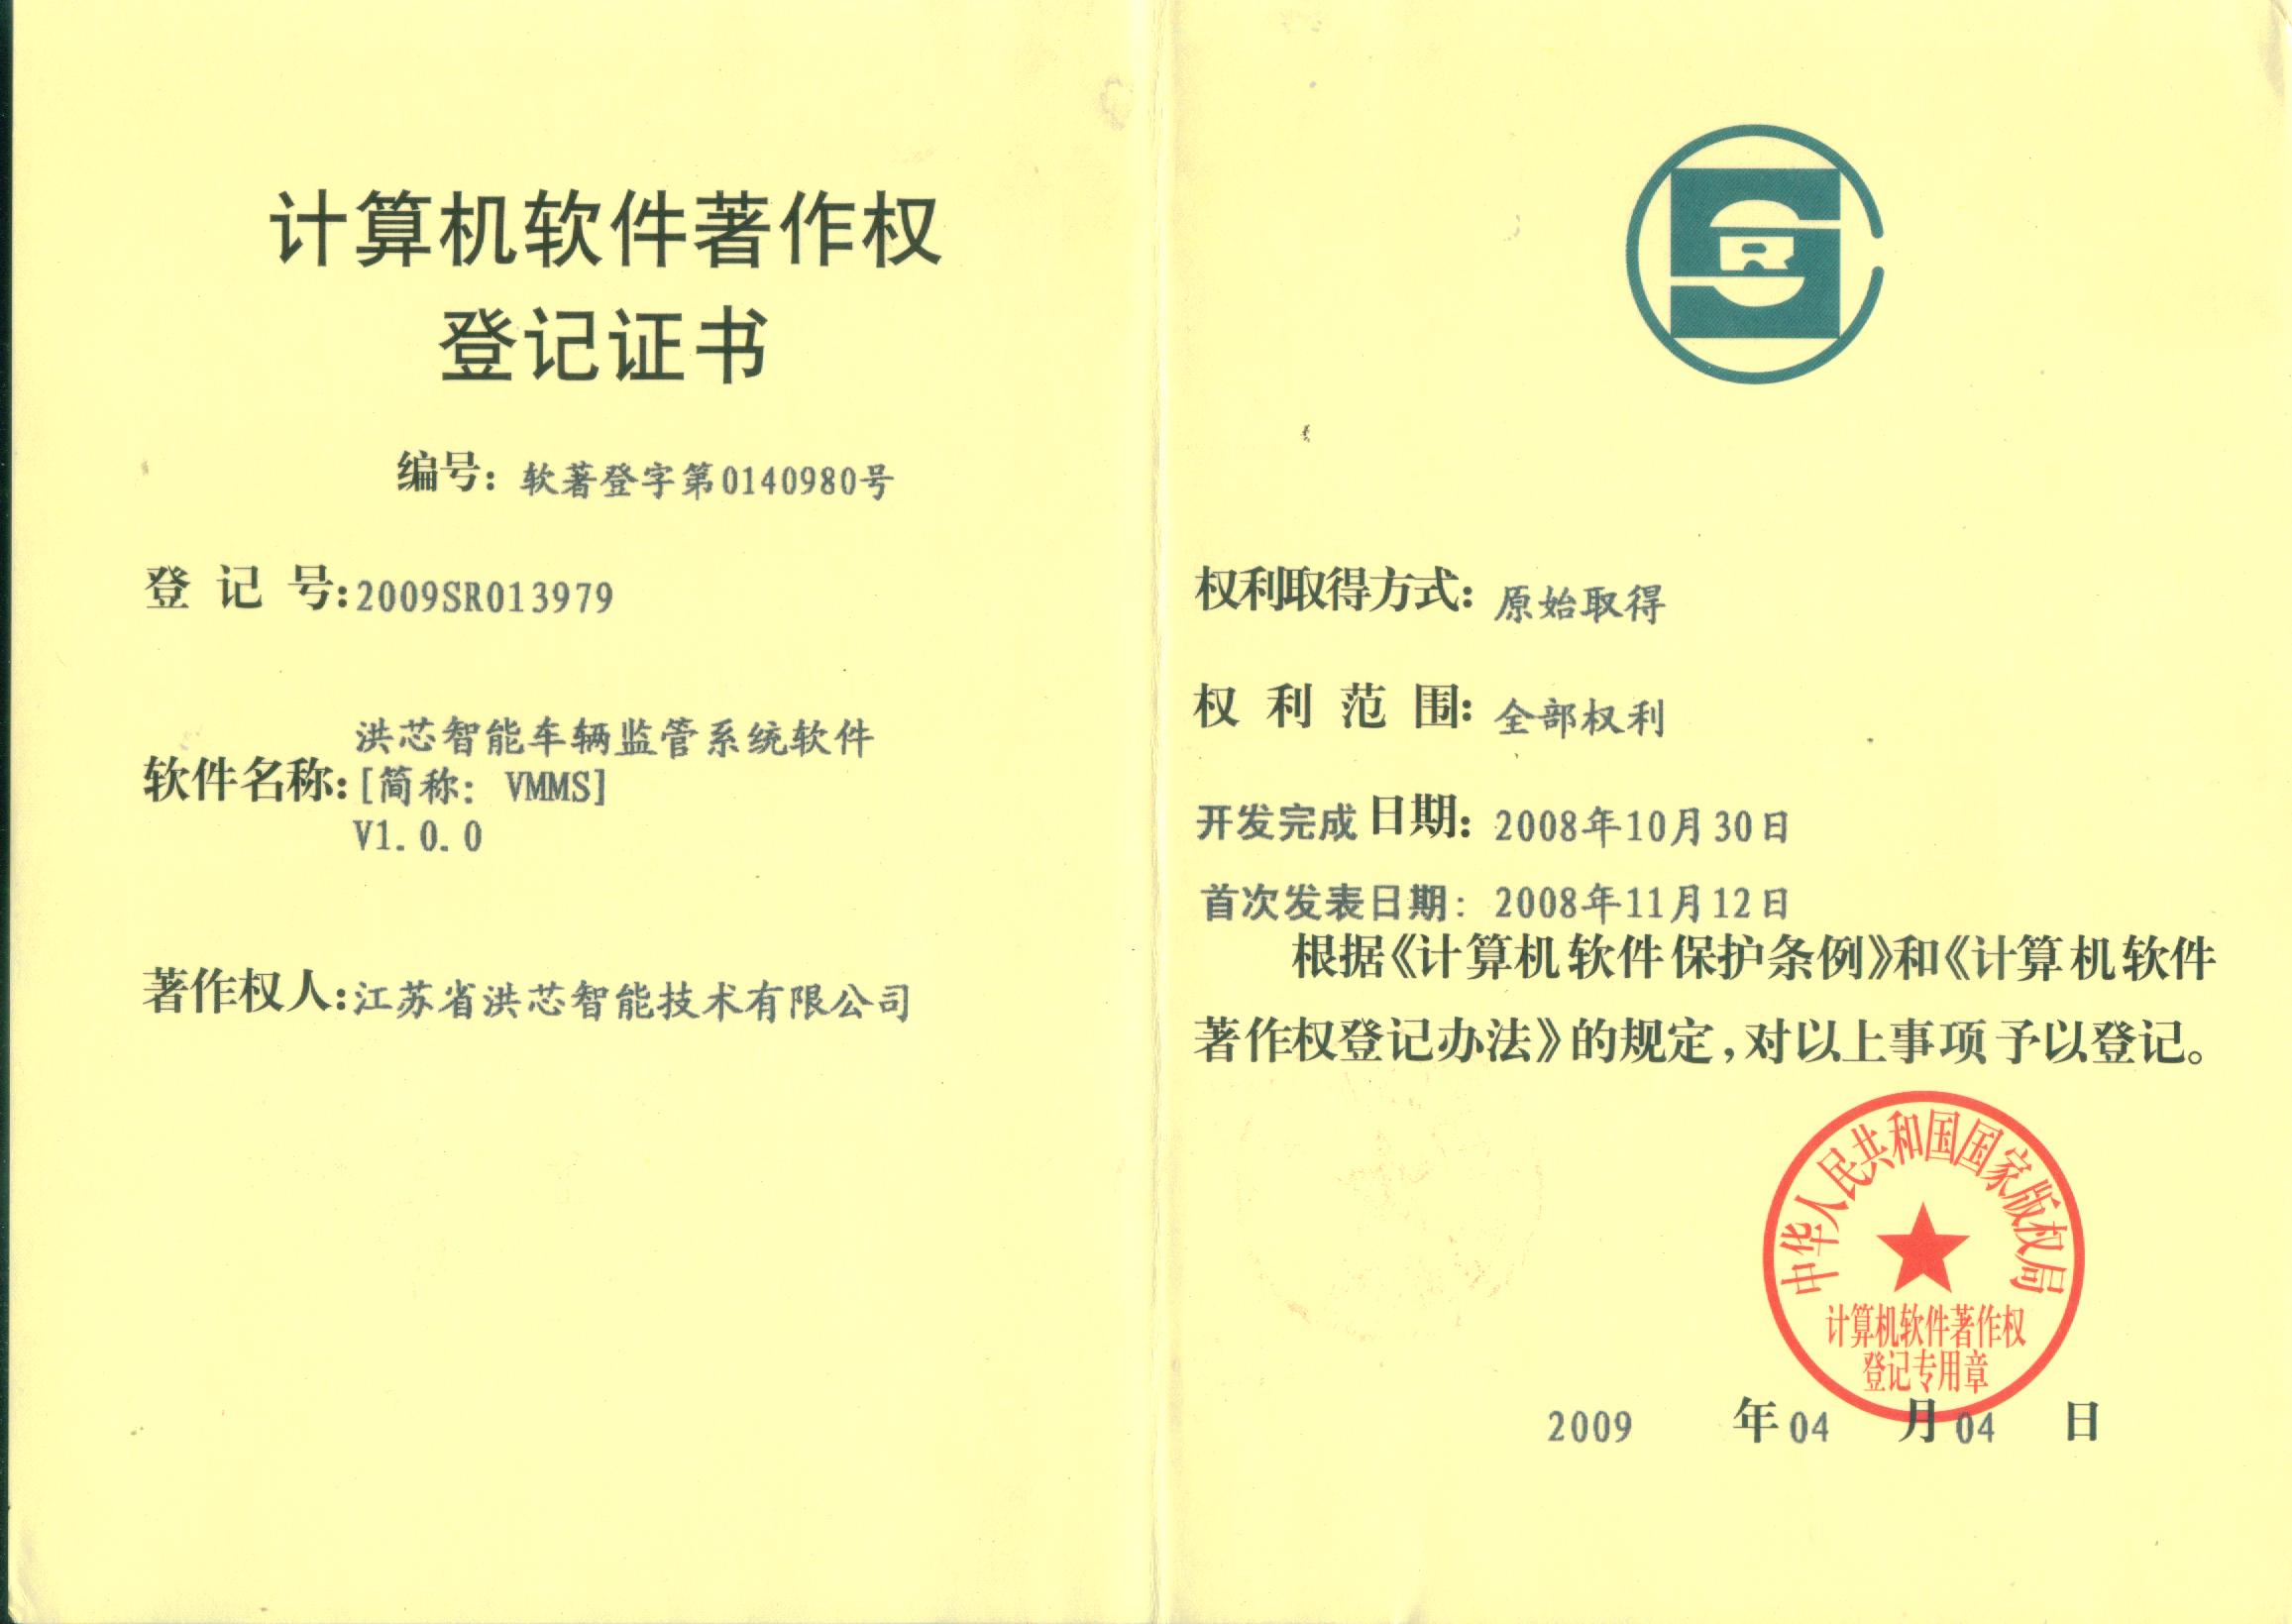 计算机软件著作权
登记证书
编号：软著登字第0140980号
登记号：2009SR013979
洪芯智能车辆监管系统软件
软件名称：[简称：VMMS]
V1.0.0
著作权人：江苏省洪芯智能技术有限公司
权利取得方式：原始取得
权利范围：全部权利
开发完成日期：2008年10月30日
首次发表日期：2008年11月12日
根据《计算机软件保护条例》和《计算机软件
著作权登记办法》的规定，对以上事项予以登记。
中华人民共和国国家版权局
计算机软件著作权
登记专用章
2009年04月04日